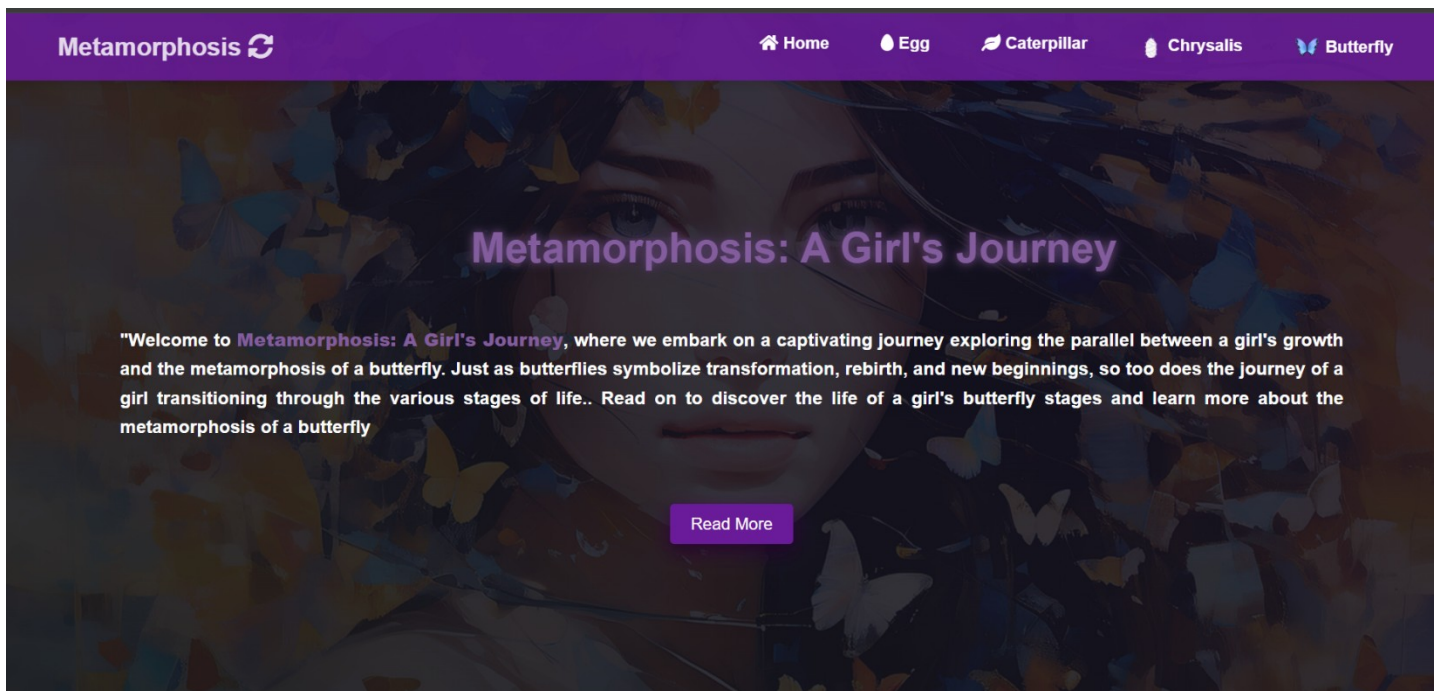 Metamorphosis
Home Egg Caterpillar Chrysalis Butterfly
Metamorphosis: A Girl's Journey
"Welcome to Metamorphosis: A Girl's Journey, where we embark on a captivating journey exploring the parallel between a girl's growth
and the metamorphosis of a butterfly. Just as butterflies symbolize transformation, rebirth, and new beginnings, so too does the journey of a
girl transitioning through the various stages of life.. Read on to discover the life of a girl's butterfly stages and learn more about the
metamorphosis of a butterfly
Read More